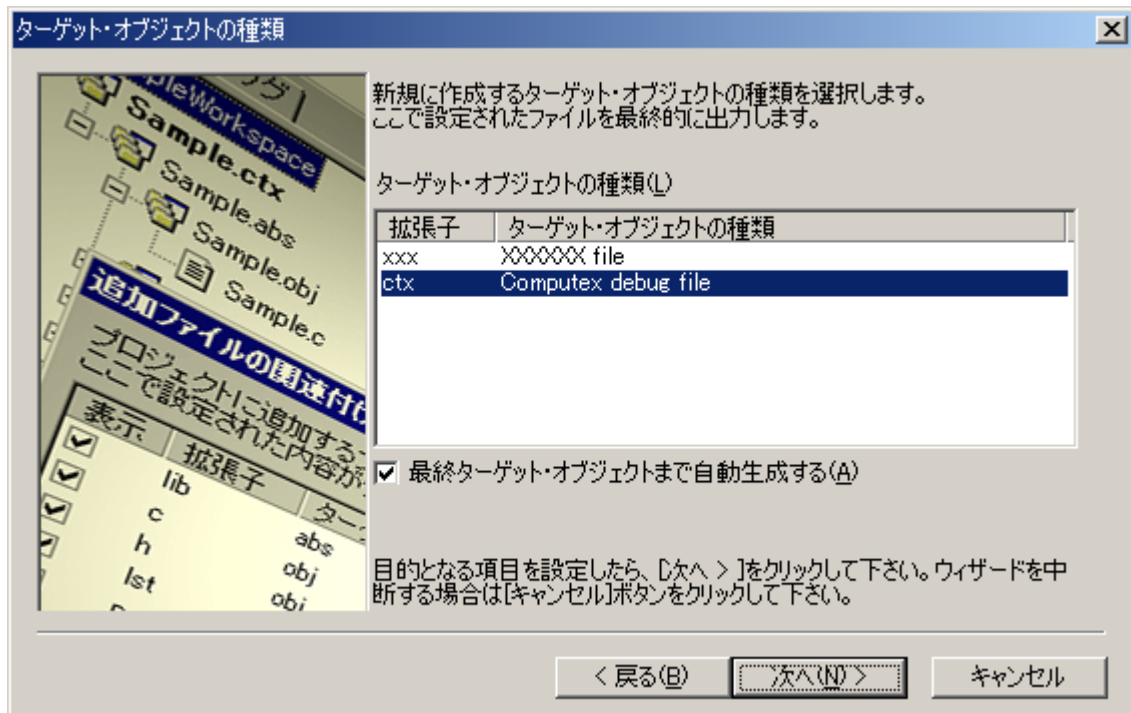 ターゲット・オブジェクトの種類
プレグ
pleWorkspace
Sample.ctx
Sample.abs
Sample.obj
Sample.c
追加ファイルの関連付け
プロジェクトに追加する
ここで設定された内容が
表示 拡張子 ターゲ
lib abs
c obj
h obj
lst
新規に作成するターゲット・オブジェクトの種類を選択します。
ここで設定されたファイルを最終的に出力します。
ターゲット・オブジェクトの種類(L)
拡張子 ターゲット・オブジェクトの種類
xxx XXXXXX file
ctx Computex debug file
最終ターゲット・オブジェクトまで自動生成する(A)
目的となる項目を設定したら、[次へ > ]をクリックして下さい。ウィザードを中
断する場合は[キャンセル]ボタンをクリックして下さい。
< 戻る(B) 次へ(N) > キャンセル